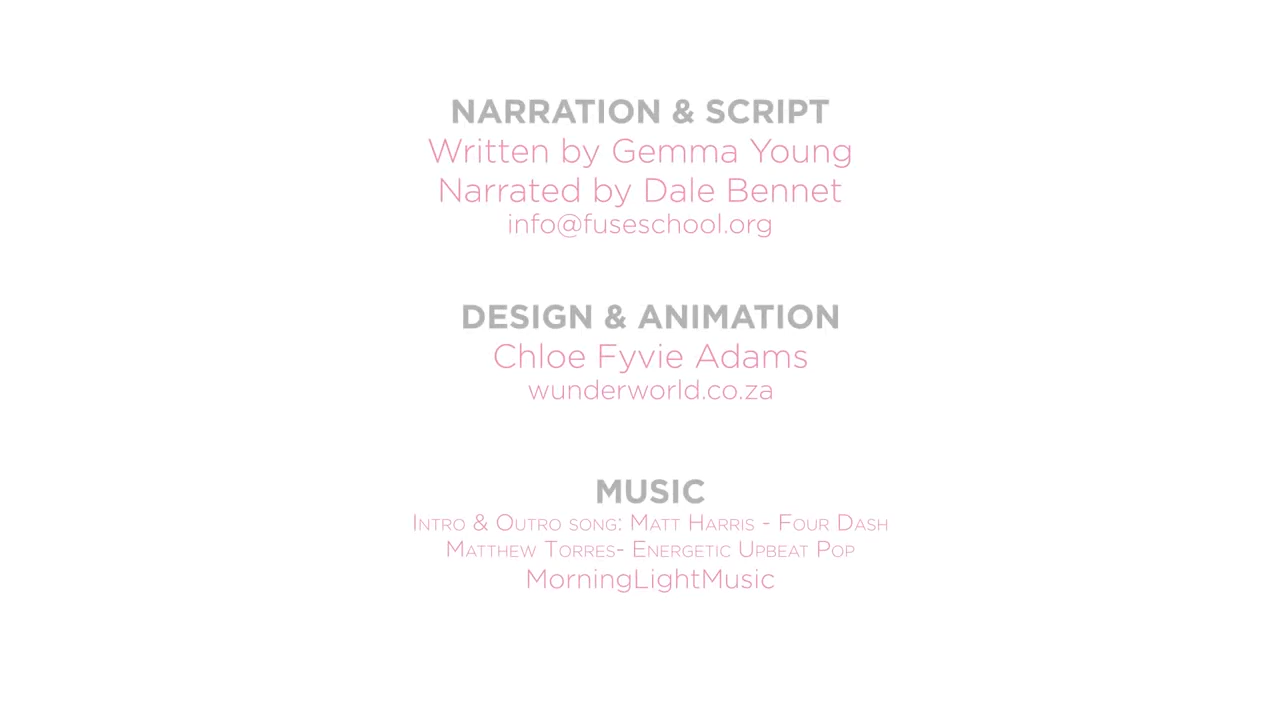 NARRATION & SCRIPT
Written by Gemma Young
Narrated by Dale Bennet
info@fuseschool.org
DESIGN & ANIMATION
Chloe Fyvie Adams
wunderworld.co.za
MUSIC
Intro & Outro song: Matt Harris - Four Dash
Matthew Torres- Energetic Upbeat Pop
MorningLightMusic